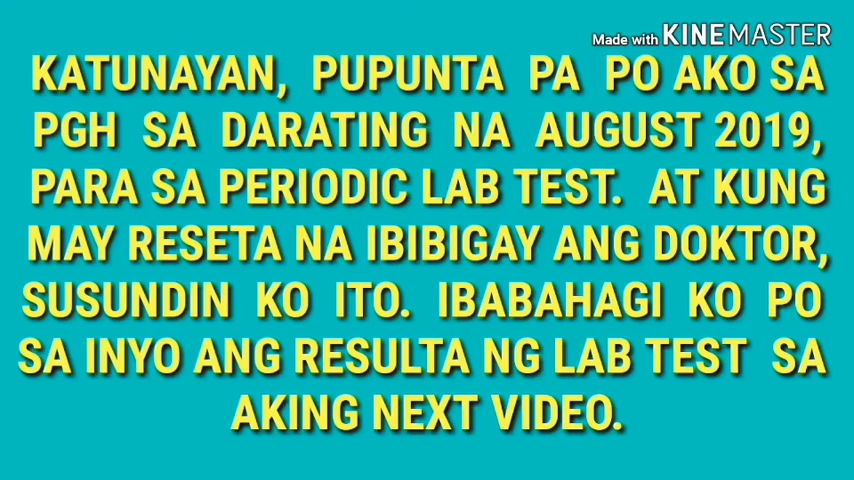 Made with KINEMASTER
KATUNAYAN, PUPUNTA PA PO AKO SA
PGH SA DARATING NA AUGUST 2019,
PARA SA PERIODIC LAB TEST. AT KUNG
MAY RESETA NA IBIBIGAY ANG DOKTOR,
SUSUNDIN KO ITO. IBABAHAGI KO PO
SA INYO ANG RESULTA NG LAB TEST SA
AKING NEXT VIDEO.